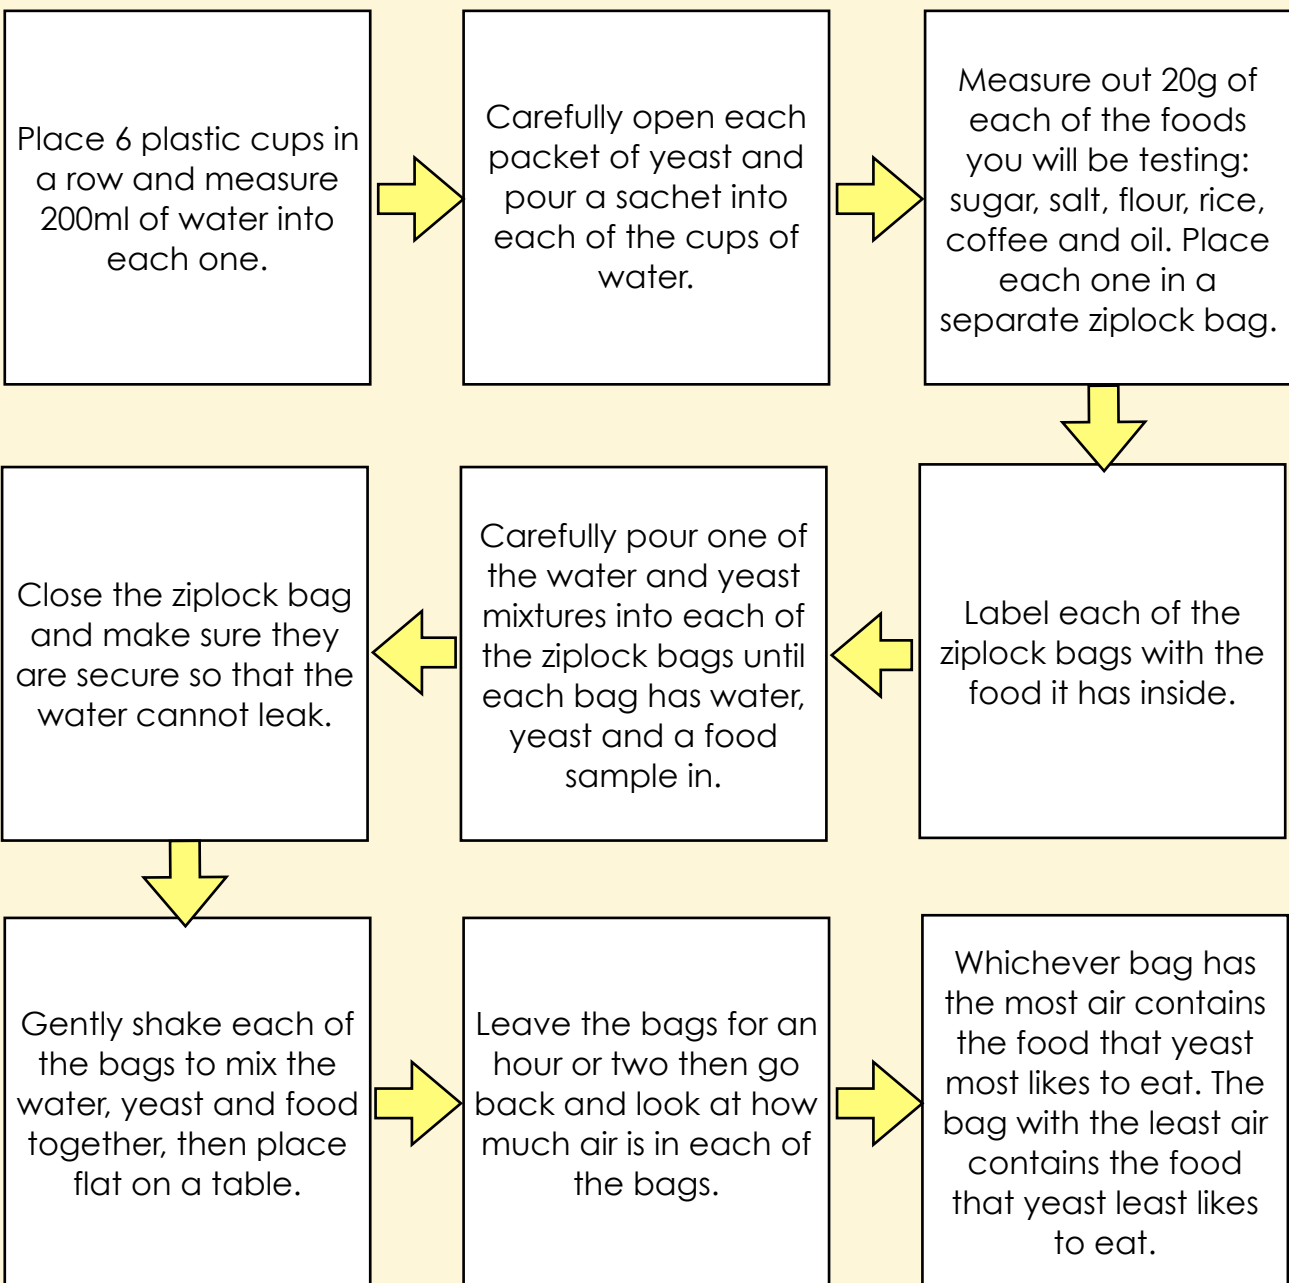 Place 6 plastic cups in
a row and measure
200ml of water into
each one.
Carefully open each
packet of yeast and
pour a sachet into
each of the cups of
water.
Measure out 20g of
each of the foods
you will be testing:
sugar, salt, flour, rice,
coffee and oil. Place
each one in a
separate ziplock bag.
Label each of the
ziplock bags with the
food it has inside.
Carefully pour one of
the water and yeast
mixtures into each of
the ziplock bags until
each bag has water,
yeast and a food
sample in.
Close the ziplock bag
and make sure they
are secure so that the
water cannot leak.
Gently shake each of
the bags to mix the
water, yeast and food
together, then place
flat on a table.
Leave the bags for an
hour or two then go
back and look at how
much air is in each of
the bags.
Whichever bag has
the most air contains
the food that yeast
most likes to eat. The
bag with the least air
contains the food
that yeast least likes
to eat.